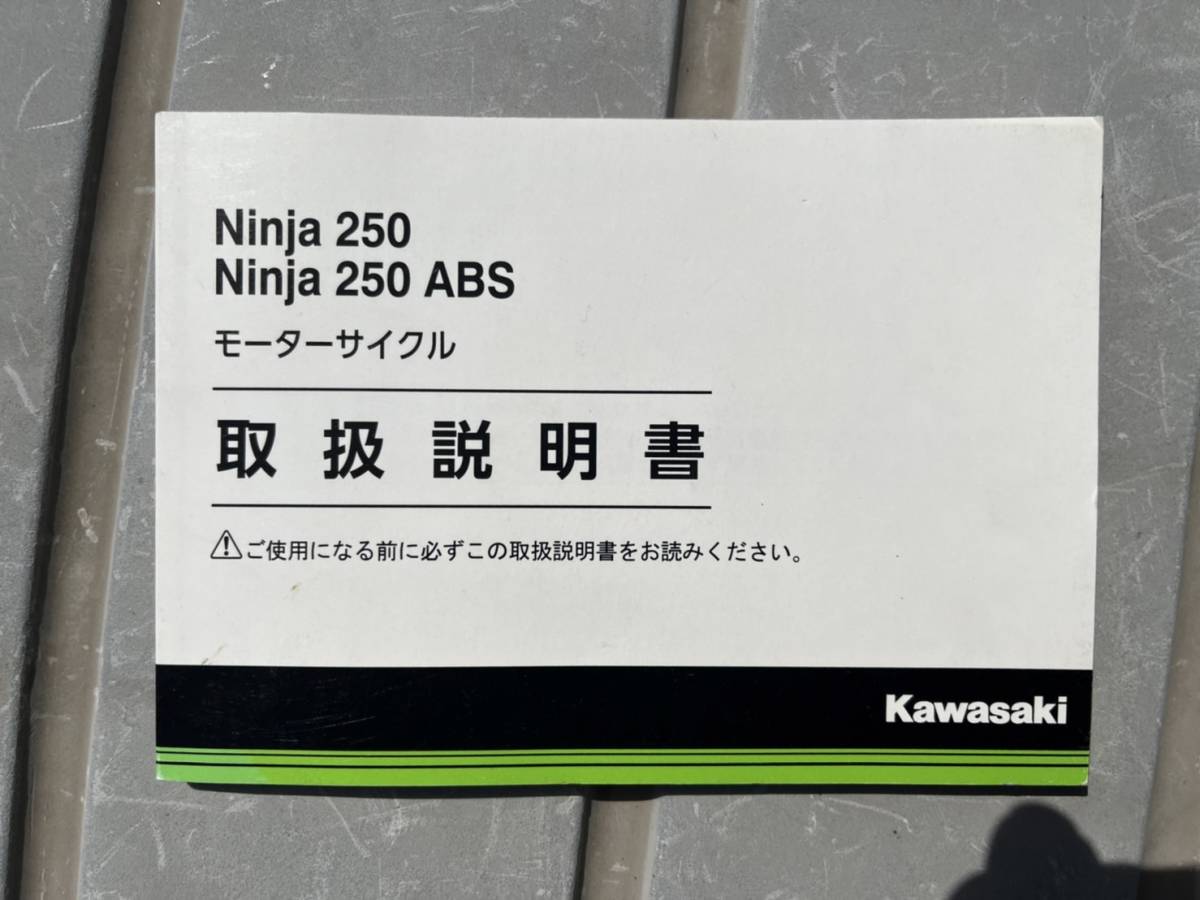 Ninja 250
Ninja 250 ABS
モーターサイクル
取扱説明書
⚠ご使用になる前に必ずこの取扱説明書をお読みください。
Kawasaki